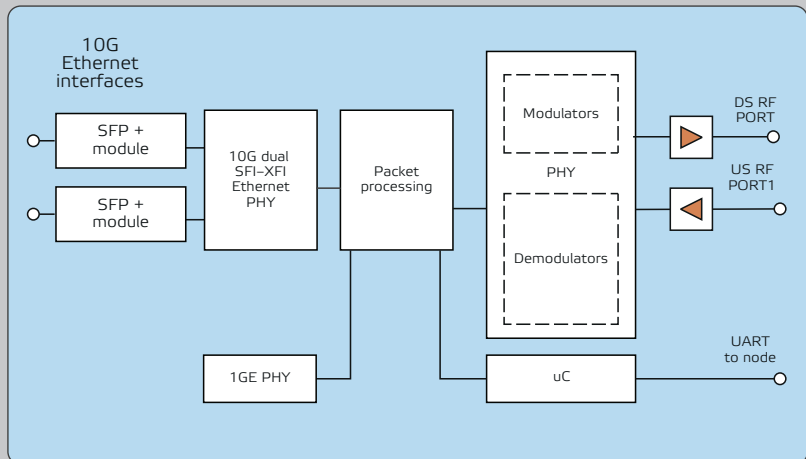 10G
Ethernet
interfaces
SFP +
module
SFP +
module
10G dual
SFI–XFI
Ethernet
PHY
Packet
processing
Modulators
PHY
Demodulators
DS RF
PORT
US RF
PORT1
1GE PHY
uC
UART
to node